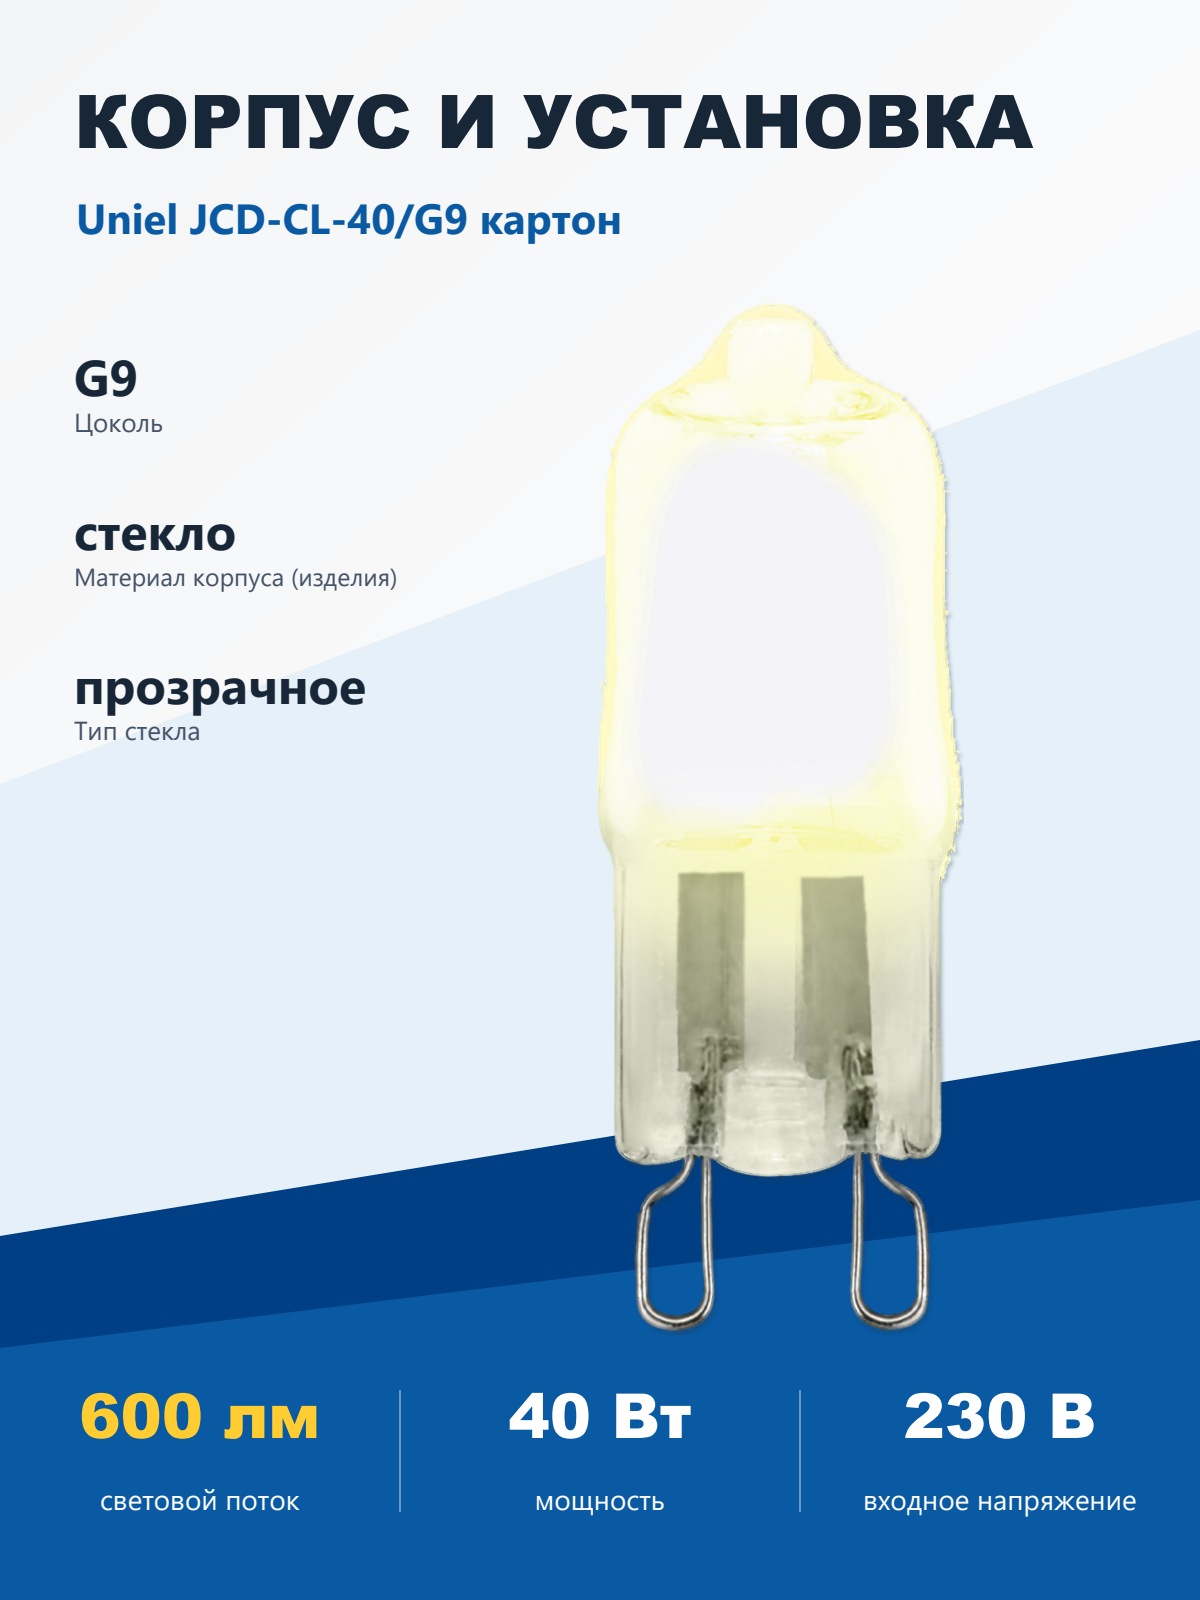 КОРПУС И УСТАНОВКА
Uniel JCD-CL-40/G9 картон
G9
Цоколь
стекло
Материал корпуса (изделия)
прозрачное
Тип стекла
600 лм
световой поток
40 Вт
мощность
230 В
входное напряжение